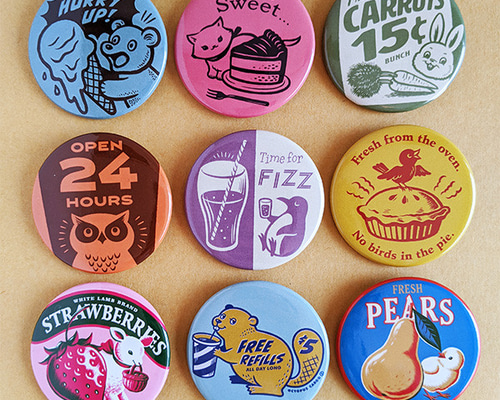 HURRY
UP!
Sweet...
CARROTS
15¢
BUNCH
OPEN
24
HOURS
Time for
FIZZ
Fresh from the oven.
No birds in the pie.
WHITE LAMB BRAND
STRAWBERRIES
FREE
REFILLS
ALL DAY LONG
$5
FRESH
PEARS